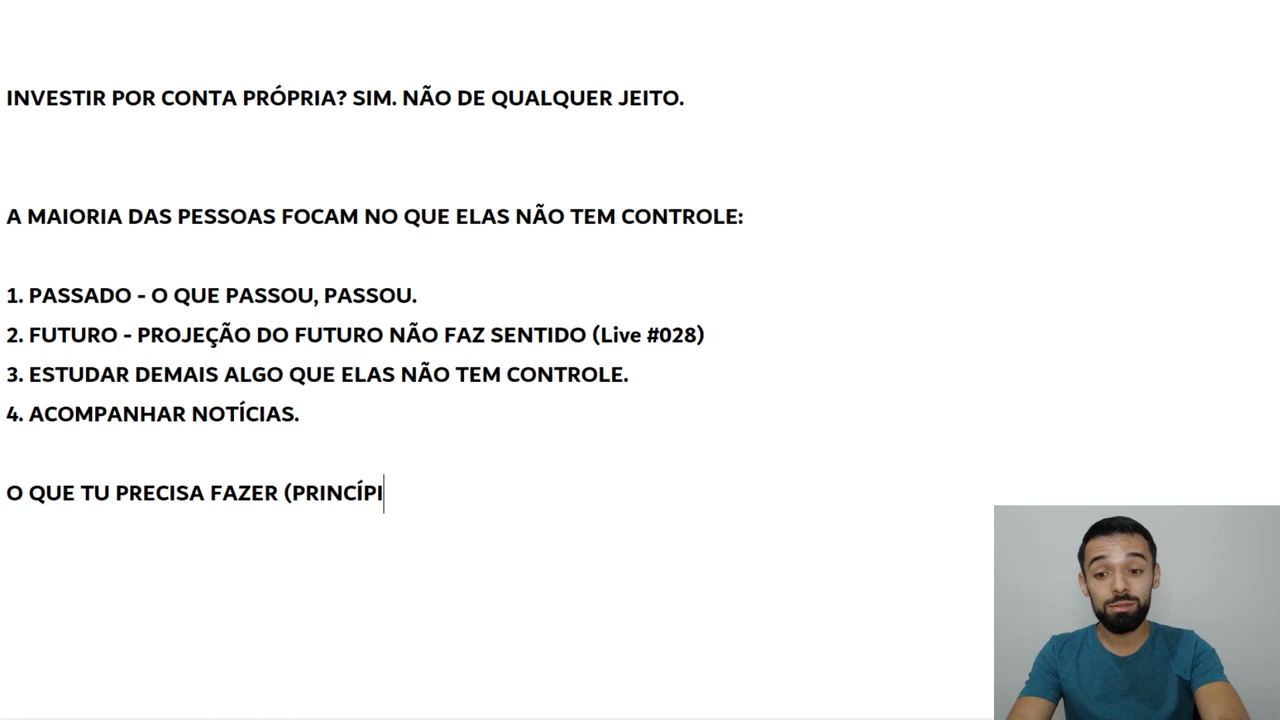 INVESTIR POR CONTA PRÓPRIA? SIM. NÃO DE QUALQUER JEITO.
A MAIORIA DAS PESSOAS FOCAM NO QUE ELAS NÃO TEM CONTROLE:
1. PASSADO - O QUE PASSOU, PASSOU.
2. FUTURO - PROJEÇÃO DO FUTURO NÃO FAZ SENTIDO (Live #028)
3. ESTUDAR DEMAIS ALGO QUE ELAS NÃO TEM CONTROLE.
4. ACOMPANHAR NOTÍCIAS.
O QUE TU PRECISA FAZER (PRINCÍPI